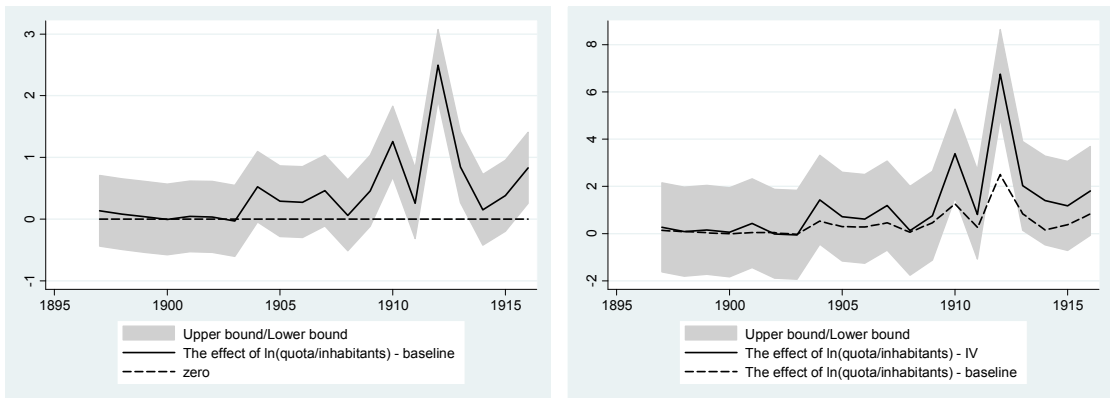 3
2
1
0
-1
1895 1900 1905 1910 1915
Upper bound/Lower bound
The effect of ln(quota/inhabitants) - baseline
zero
8
6
4
2
0
-2
1895 1900 1905 1910 1915
Upper bound/Lower bound
The effect of ln(quota/inhabitants) - IV
The effect of ln(quota/inhabitants) - baseline